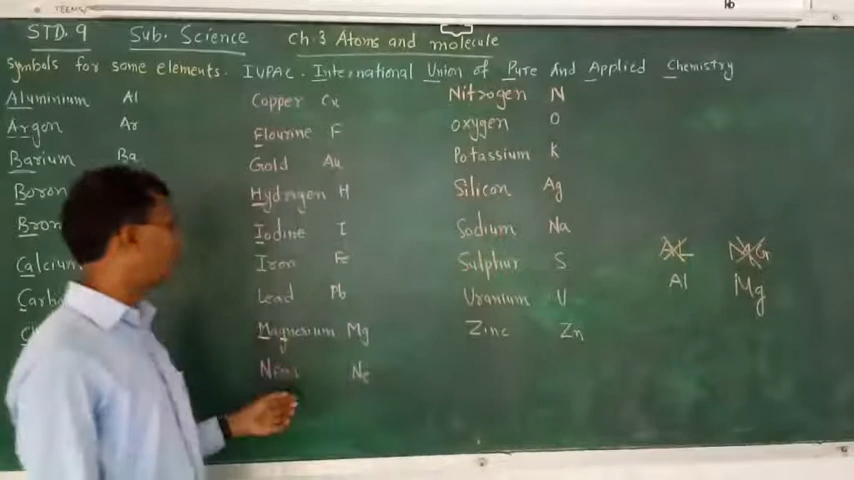 STD. 9 Sub. Science Ch.3 Atoms and molecule
Symbols for some elements. IUPAC. International Union of Pure And Applied Chemistry
Aluminium Al
Argon Ar
Barium Ba
Boron
Calcium
Copper Cu
Flourine F
Gold Au
Hydrogen H
Iodine I
Iron Fe
Lead Pb
Magnesium Mg
Neon Ne
Nitrogen N
oxygen O
Potassium K
Silicon Ag
Sodium Na
Sulphur S
Uranium U
Zinc Zn
AL MG
Al Mg